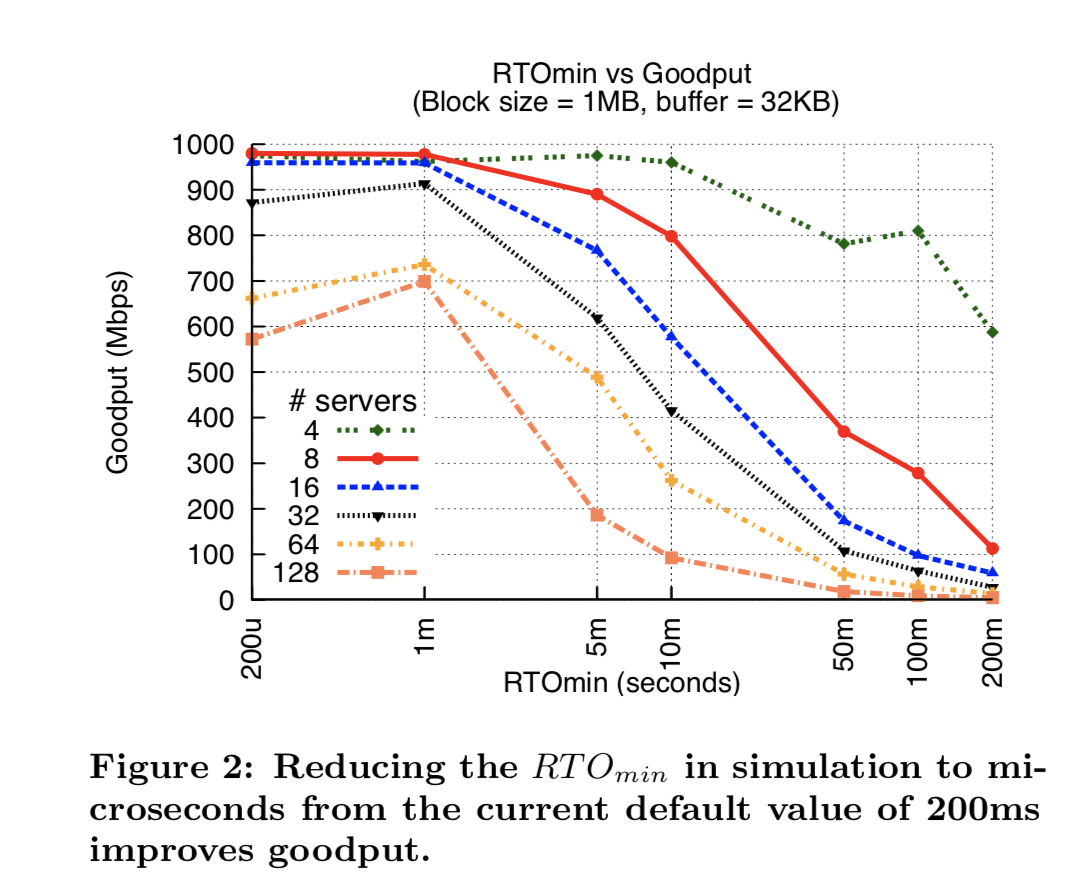 RTOmin vs Goodput
(Block size = 1MB, buffer = 32KB)
1000
900
800
700
600
500
400
300
200
100
0
Goodput (Mbps)
# servers
4
8
16
32
64
128
200u
1m
5m
10m
50m
100m
200m
RTOmin (seconds)
Figure 2: Reducing the RTOmin in simulation to mi-
croseconds from the current default value of 200ms
improves goodput.